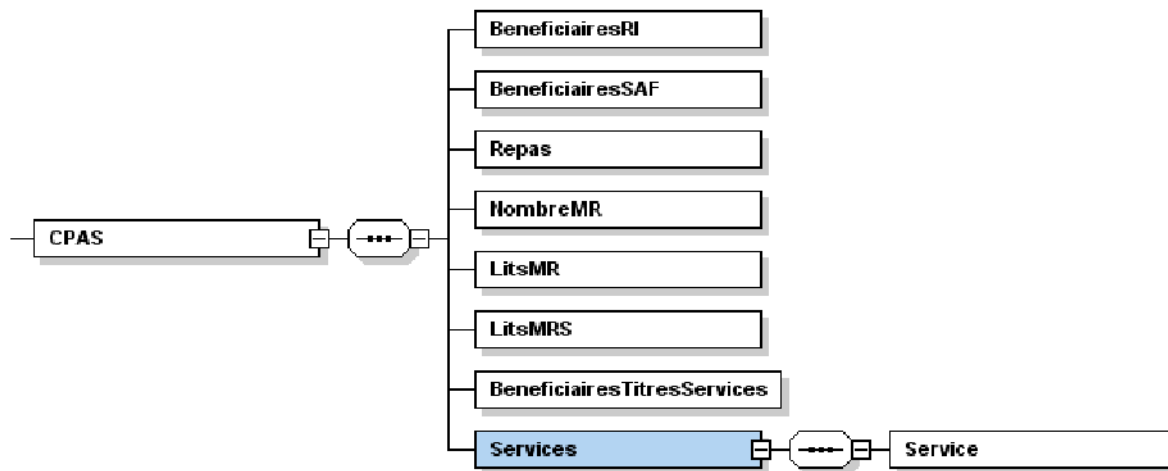 BeneficiairesRI
BeneficiairesSAF
Repas
NombreMR
CPAS
LitsMR
LitsMRS
BeneficiairesTitresServices
Services
Service